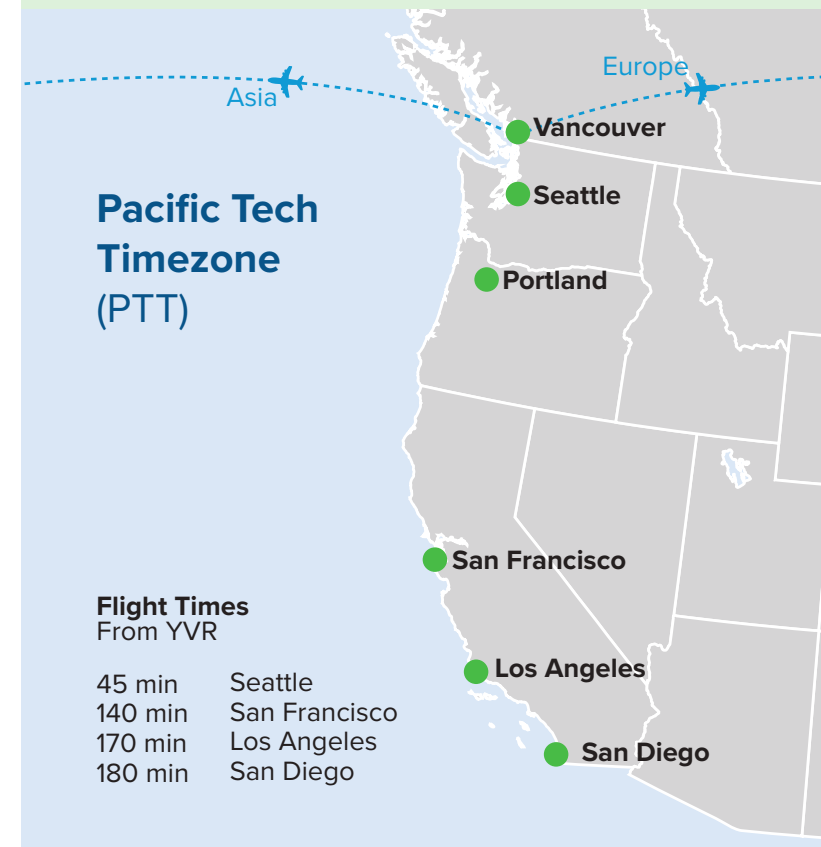 Europe
Asia
Vancouver
Pacific Tech
Timezone
(PTT)
Seattle
Portland
San Francisco
Los Angeles
San Diego
Flight Times
From YVR
45 min Seattle
140 min San Francisco
170 min Los Angeles
180 min San Diego